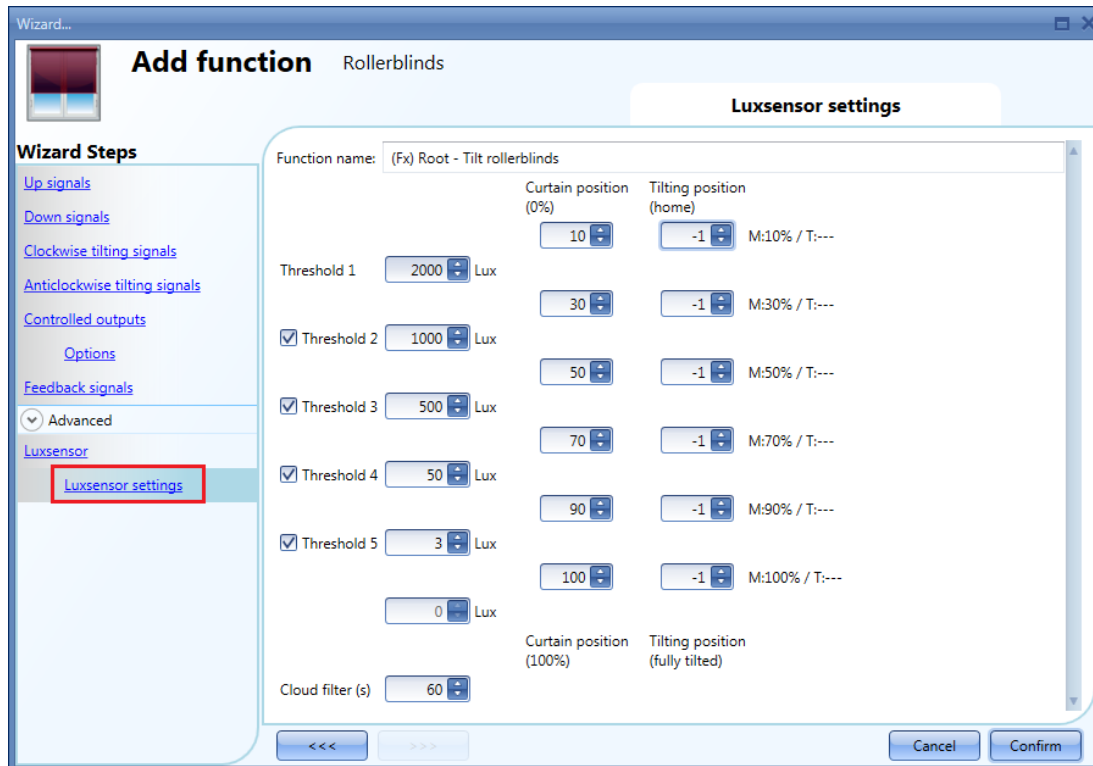 Wizard...
Add function Rollerblinds
Luxsensor settings
Wizard Steps
Up signals
Down signals
Clockwise tilting signals
Anticlockwise tilting signals
Controlled outputs
Options
Feedback signals
Advanced
Luxsensor
Luxsensor settings
Function name: (Fx) Root - Tilt rollerblinds
Curtain position Tilting position
(0%) (home)
10 -1 M:10% / T:---
Threshold 1 2000 Lux
30 -1 M:30% / T:---
Threshold 2 1000 Lux
50 -1 M:50% / T:---
Threshold 3 500 Lux
70 -1 M:70% / T:---
Threshold 4 50 Lux
90 -1 M:90% / T:---
Threshold 5 3 Lux
100 -1 M:100% / T:---
0 Lux
Curtain position Tilting position
(100%) (fully tilted)
Cloud filter (s) 60
<<< >>> Cancel Confirm